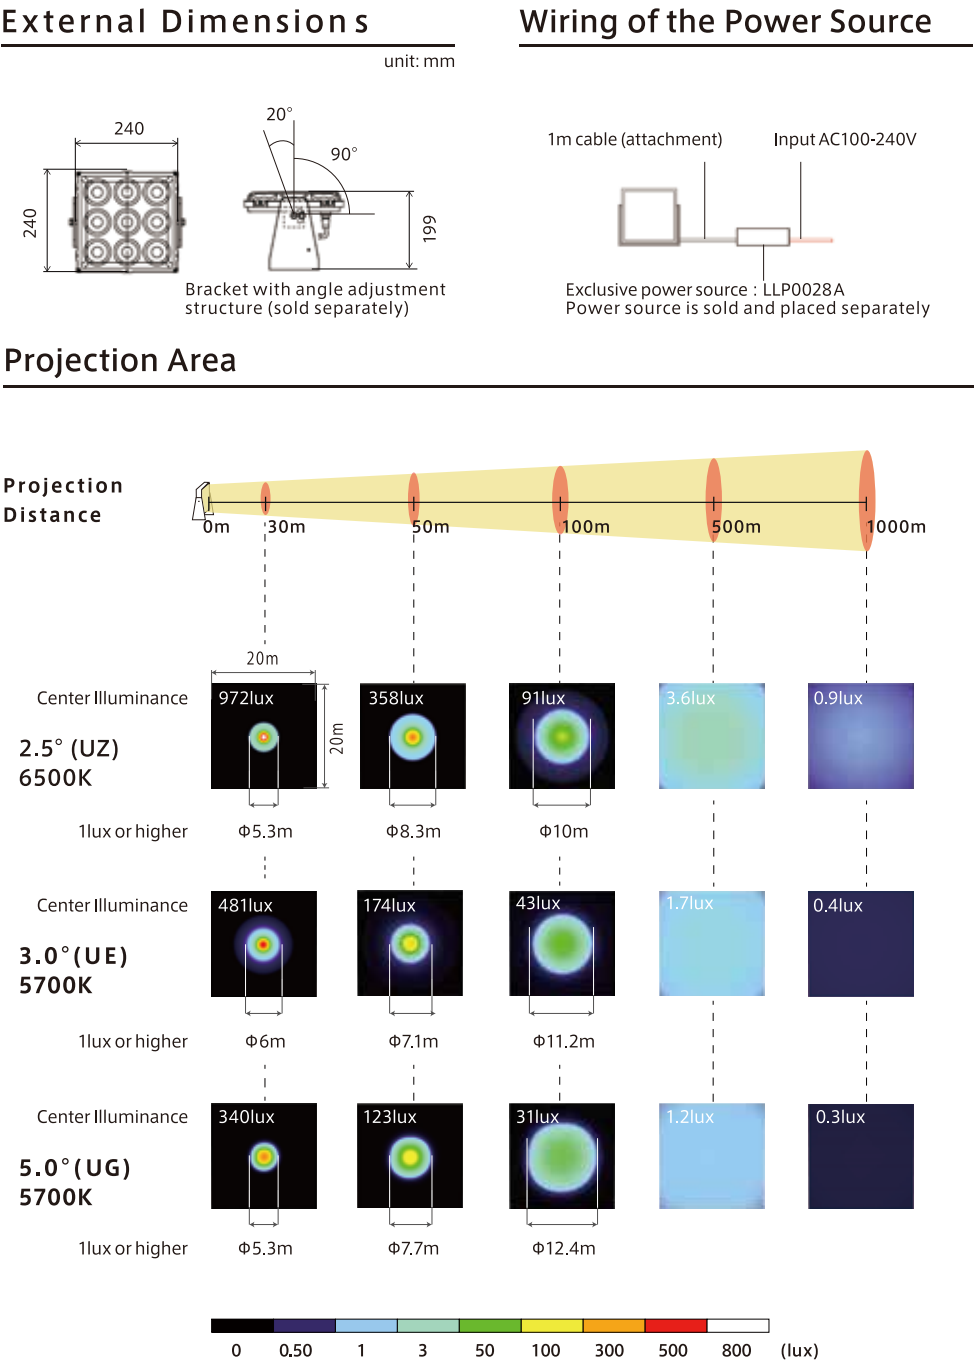 External Dimensions
unit: mm
240
240
20°
90°
199
Bracket with angle adjustment
structure (sold separately)
Wiring of the Power Source
1m cable (attachment)
Input AC100-240V
Exclusive power source : LLP0028A
Power source is sold and placed separately
Projection Area
Projection
Distance
0m 30m 50m 100m 500m 1000m
20m
20m
Center Illuminance 972lux 358lux 91lux 3.6lux 0.9lux
2.5° (UZ)
6500K
1lux or higher Φ5.3m Φ8.3m Φ10m
Center Illuminance 481lux 174lux 43lux 1.7lux 0.4lux
3.0° (UE)
5700K
1lux or higher Φ6m Φ7.1m Φ11.2m
Center Illuminance 340lux 123lux 31lux 1.2lux 0.3lux
5.0° (UG)
5700K
1lux or higher Φ5.3m Φ7.7m Φ12.4m
0 0.50 1 3 50 100 300 500 800 (lux)